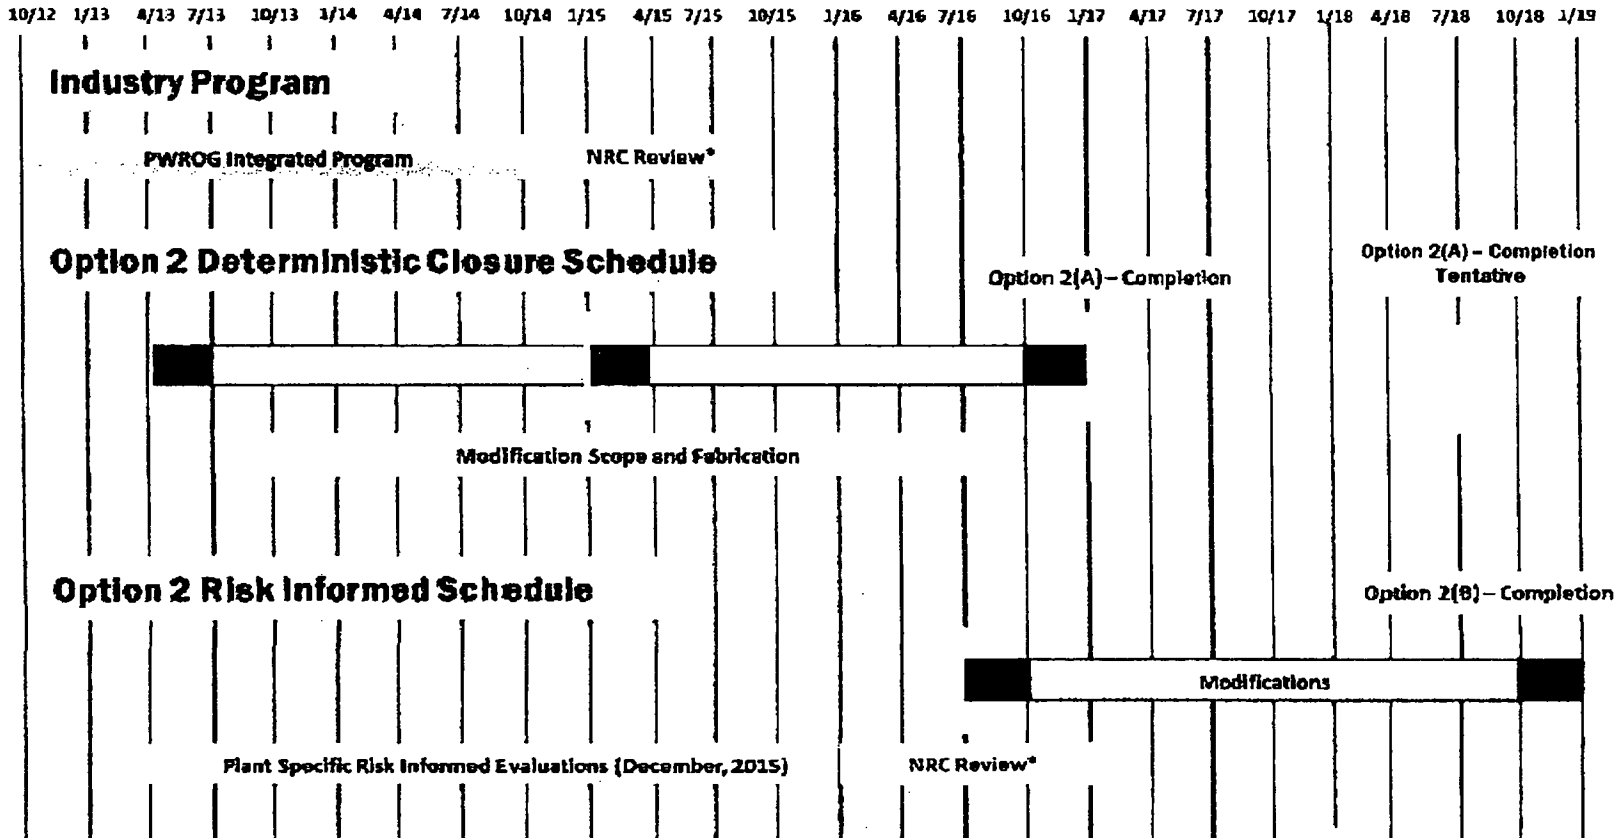 10/12 1/13 4/13 7/13 10/13 1/14 4/14 7/14 10/14 1/15 4/15 7/15 10/15 1/16 4/16 7/16 10/16 1/17 4/17 7/17 10/17 1/18 4/18 7/18 10/18 1/19
Industry Program
PWROG Integrated Program NRC Review*
Option 2 Deterministic Closure Schedule
Option 2(A) – Completion
Option 2(A) – Completion
Tentative
Modification Scope and Fabrication
Option 2 Risk Informed Schedule
Option 2(B) – Completion
Modifications
Plant Specific Risk Informed Evaluations (December, 2015) NRC Review*